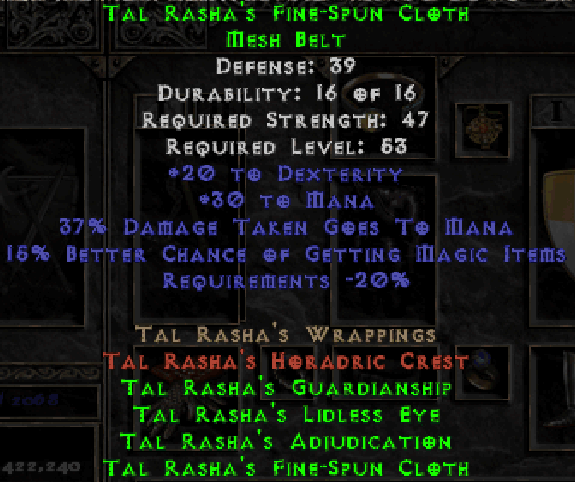 Tal Rasha's Fine-Spun Cloth
Mesh Belt
Defense: 39
Durability: 16 of 16
Required Strength: 47
Required Level: 53
+20 to Dexterity
+30 to Mana
37% Damage Taken Goes To Mana
15% Better Chance of Getting Magic Items
Requirements -20%
Tal Rasha's Wrappings
Tal Rasha's Horadric Crest
Tal Rasha's Guardianship
2068
Tal Rasha's Lidless Eye
Tal Rasha's Adjudication
422,240
Tal Rasha's Fine-Spun Cloth